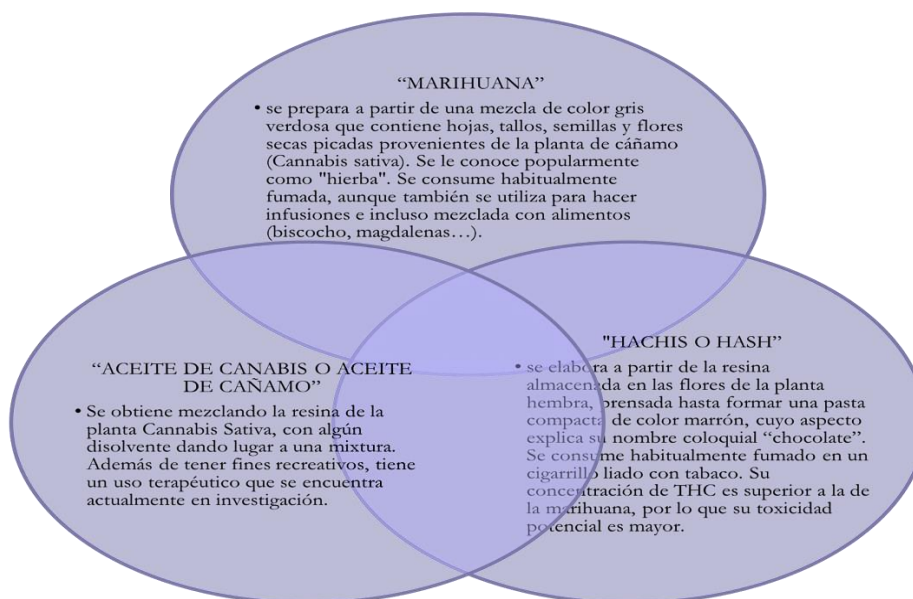 “MARIHUANA”
• se prepara a partir de una mezcla de color gris
verdosa que contiene hojas, tallos, semillas y flores
secas picadas provenientes de la planta de cáñamo
(Cannabis sativa). Se le conoce popularmente
como "hierba". Se consume habitualmente
fumada, aunque también se utiliza para hacer
infusiones e incluso mezclada con alimentos
(biscocho, magdalenas…).
“ACEITE DE CANABIS O ACEITE
DE CAÑAMO”
• Se obtiene mezclando la resina de la
planta Cannabis Sativa, con algún
disolvente dando lugar a una mixtura.
Además de tener fines recreativos, tiene
un uso terapéutico que se encuentra
actualmente en investigación.
"HACHIS O HASH”
• se elabora a partir de la resina
almacenada en las flores de la planta
hembra, prensada hasta formar una pasta
compacta de color marrón, cuyo aspecto
explica su nombre coloquial “chocolate”.
Se consume habitualmente fumado en un
cigarrillo liado con tabaco. Su
concentración de THC es superior a la de
la marihuana, por lo que su toxicidad
potencial es mayor.